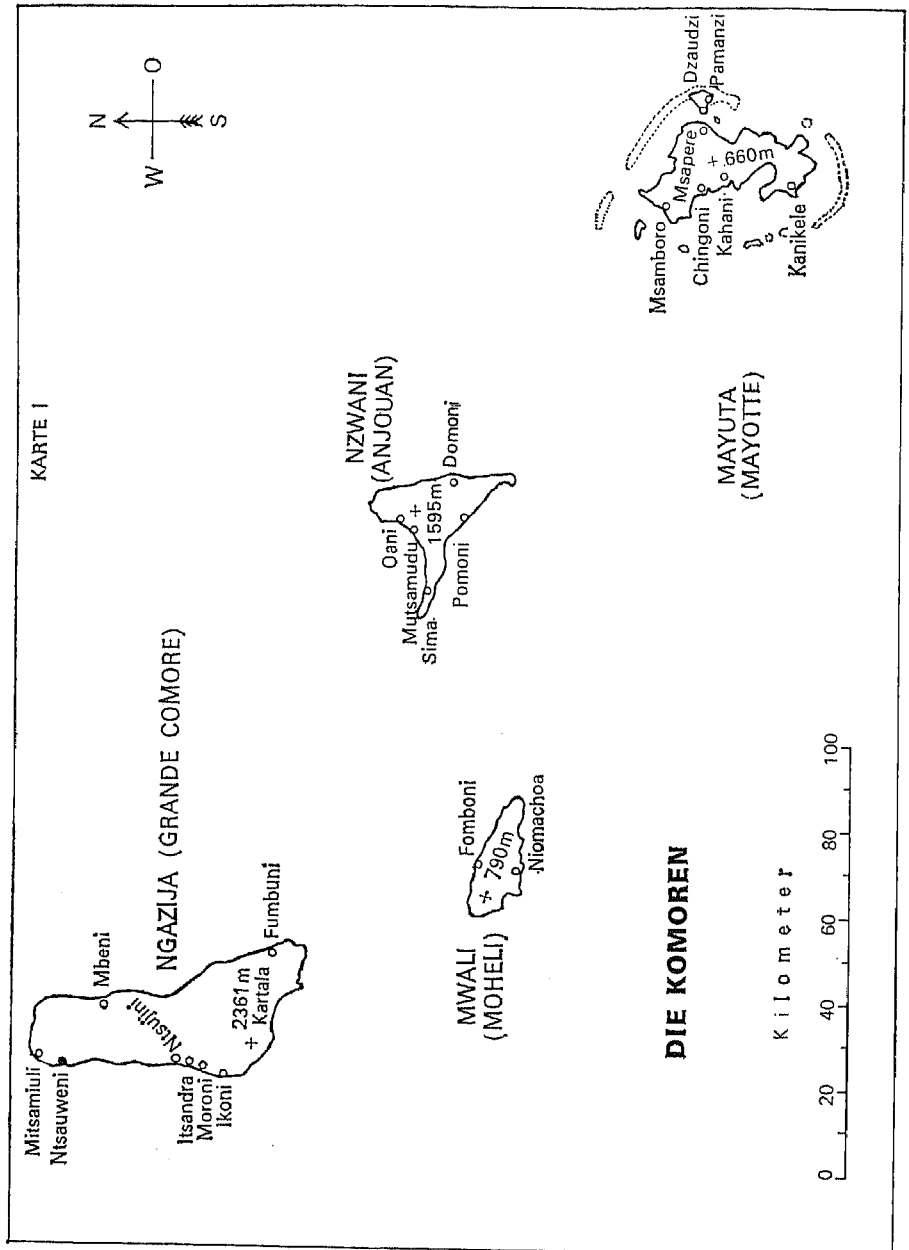 KARTE I
N
W
O
S
Mitsamiuli
Ntsauweni
Mbeni
NGAZIJA (GRANDE COMORE)
Ntsujini
Itsandra
Moroni
Ikoni
2361 m
Kartala
Fumbuni
NZWANI
(ANJOUAN)
Oani
Mutsamudu
Sima
1595m
Domoni
Pomoni
MWALI
(MOHELI)
Fomboni
790m
Niomachoa
Dzaudzi
Pamanzi
Msapere
660m
Msamboro
Chingoni
Kahani
Kanikele
MAYUTA
(MAYOTTE)
DIE KOMOREN
Kilometer
0 20 40 60 80 100